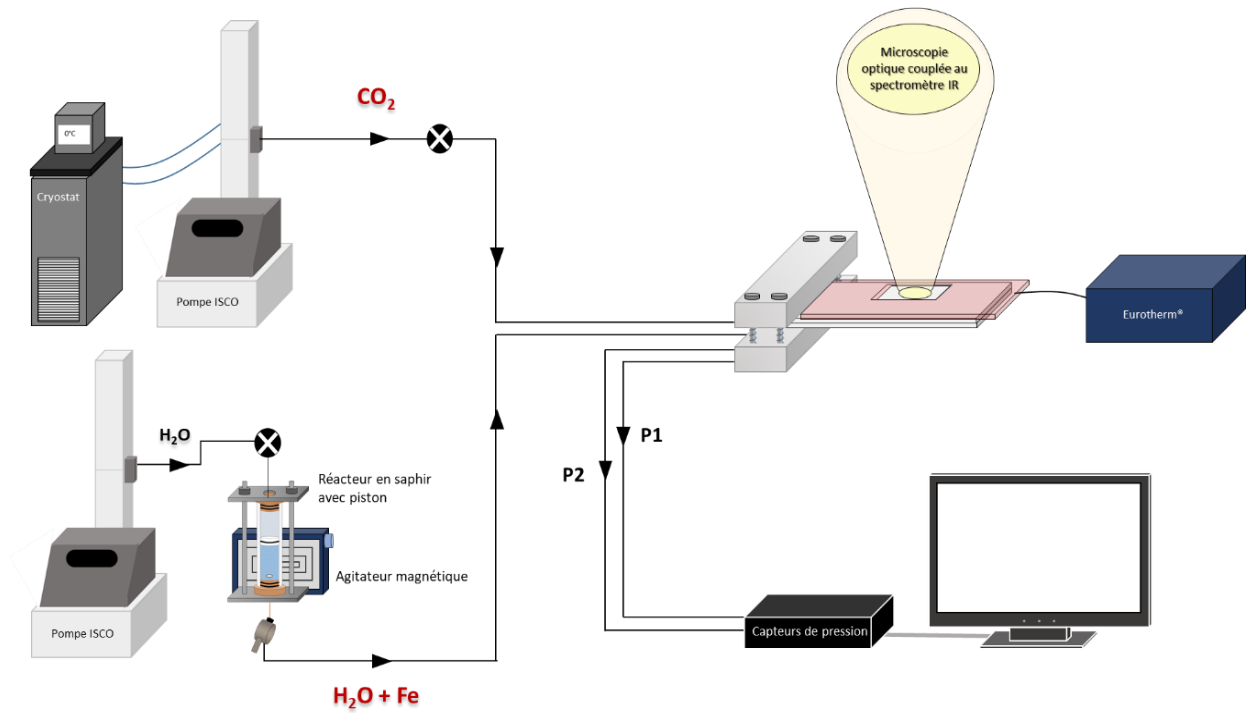 Microscopie
optique couplée au
spectromètre IR
CO₂
0°C
Cryostat
Pompe ISCO
Eurotherm®
H₂O
P1
P2
Réacteur en saphir
avec piston
Agitateur magnétique
Pompe ISCO
Capteurs de pression
H₂O + Fe